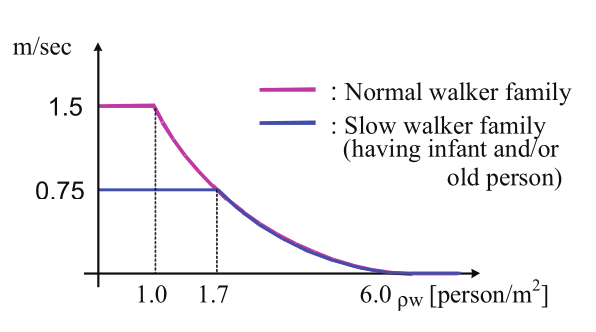 m/sec
1.5
0.75
: Normal walker family
: Slow walker family
(having infant and/or
old person)
1.0 1.7 6.0 ρw [person/m²]